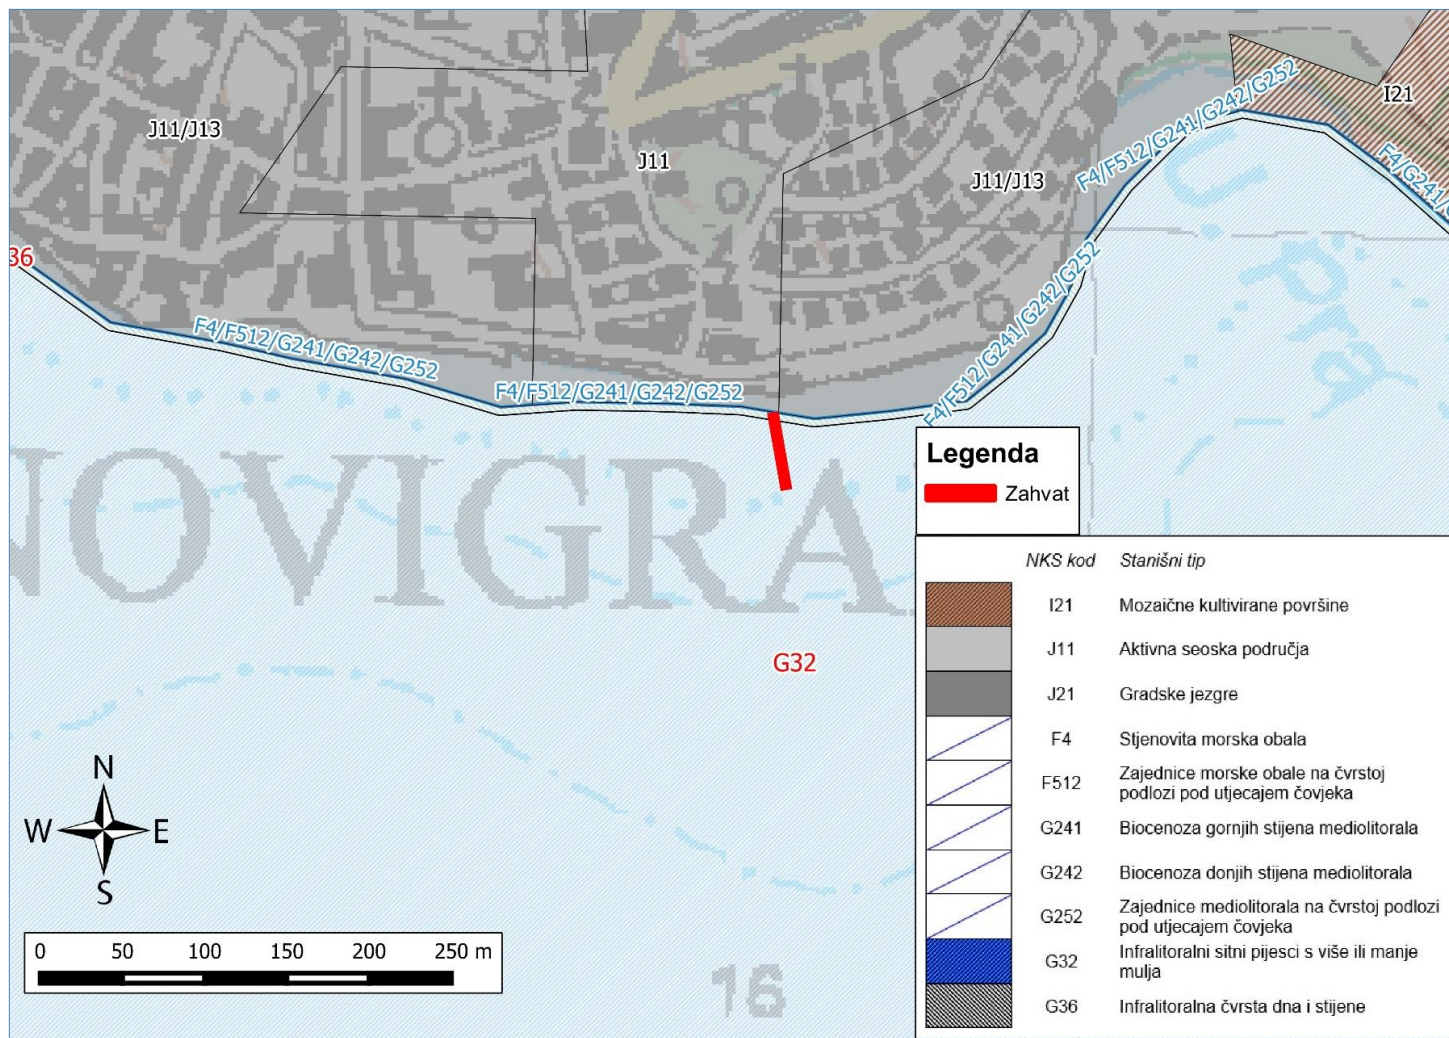 J11/J13
J11
J11/J13
I21
F4/F512/G241/G242/G252
F4/G241/G
36
F4/F512/G241/G242/G252
F4/F512/G241/G242/G252
F4/F512/G241/G242/G252
U
Pra
NOVIGRA
G32
16
N
W E
S
0 50 100 150 200 250 m
Legenda
Zahvat
NKS kod Stanišni tip
I21 Mozaične kultivirane površine
J11 Aktivna seoska područja
J21 Gradske jezgre
F4 Stjenovita morska obala
F512 Zajednice morske obale na čvrstoj
podlozi pod utjecajem čovjeka
G241 Biocenoza gornjih stijena mediolitorala
G242 Biocenoza donjih stijena mediolitorala
G252 Zajednice mediolitorala na čvrstoj podlozi
pod utjecajem čovjeka
G32 Infralitoralni sitni pijesci s više ili manje
mulja
G36 Infralitoralna čvrsta dna i stijene